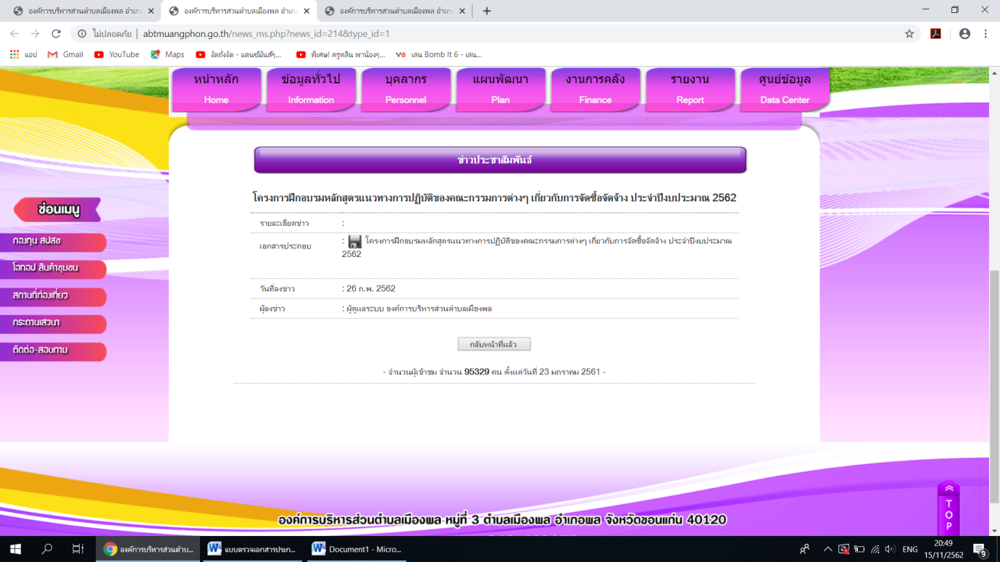 องค์การบริหารส่วนตำบลเมืองพล อำเภ
องค์การบริหารส่วนตำบลเมืองพล อำเภ
องค์การบริหารส่วนตำบลเมืองพล อำเภ
ไม่ปลอดภัย | abtmuangphon.go.th/news_ms.php?news_id=214&type_id=1
แอป Gmail YouTube Maps งัดถั่งงัด - แดนซ์มันส์ๆ... พิเศษ! ครูหลิน พาน้องๆ... เล่น Bomb It 6 - เล่น...
หน้าหลัก ข้อมูลทั่วไป บุคลากร แผนพัฒนา งานการคลัง รายงาน ศูนย์ข้อมูล
Home Information Personnel Plan Finance Report Data Center
ข่าวประชาสัมพันธ์
โครงการฝึกอบรมหลักสูตรแนวทางการปฏิบัติของคณะกรรมการต่างๆ เกี่ยวกับการจัดซื้อจัดจ้าง ประจำปีงบประมาณ 2562
รายละเอียดข่าว :
เอกสารประกอบ : โครงการฝึกอบรมหลักสูตรแนวทางการปฏิบัติของคณะกรรมการต่างๆ เกี่ยวกับการจัดซื้อจัดจ้าง ประจำปีงบประมาณ
2562
วันที่ลงข่าว : 26 ก.พ. 2562
ผู้ลงข่าว : ผู้ดูแลระบบ องค์การบริหารส่วนตำบลเมืองพล
กลับหน้าที่แล้ว
- จำนวนผู้เข้าชม จำนวน 95329 คน ตั้งแต่วันที่ 23 มกราคม 2561 -
ซ่อนเมนู
กองทุน สปสช
โอทอป สินค้าชุมชน
สถานที่ท่องเที่ยว
กระดานเสวนา
ติดต่อ-สอบถาม
TOP
องค์การบริหารส่วนตำบลเมืองพล หมู่ที่ 3 ตำบลเมืองพล อำเภอพล จังหวัดขอนแก่น 40120
องค์การบริหารส่วนตำบ... แบบตรวจเอกสารประก... Document1 - Micro...
ENG
20:49
15/11/2562
9